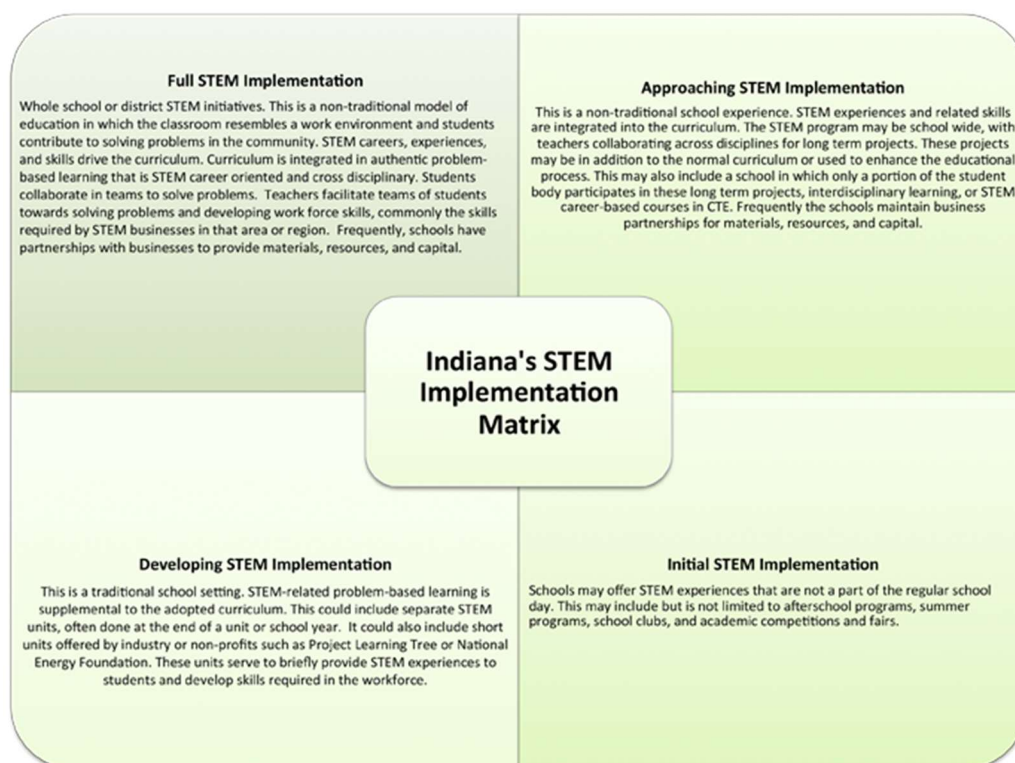 Full STEM Implementation
Whole school or district STEM initiatives. This is a non-traditional model of
education in which the classroom resembles a work environment and students
contribute to solving problems in the community. STEM careers, experiences,
and skills drive the curriculum. Curriculum is integrated in authentic problem-
based learning that is STEM career oriented and cross disciplinary. Students
collaborate in teams to solve problems. Teachers facilitate teams of students
towards solving problems and developing work force skills, commonly the skills
required by STEM businesses in that area or region. Frequently, schools have
partnerships with businesses to provide materials, resources, and capital.
Approaching STEM Implementation
This is a non-traditional school experience. STEM experiences and related skills
are integrated into the curriculum. The STEM program may be school wide, with
teachers collaborating across disciplines for long term projects. These projects
may be in addition to the normal curriculum or used to enhance the educational
process. This may also include a school in which only a portion of the student
body participates in these long term projects, interdisciplinary learning, or STEM
career-based courses in CTE. Frequently the schools maintain business
partnerships for materials, resources, and capital.
Indiana's STEM
Implementation
Matrix
Developing STEM Implementation
This is a traditional school setting. STEM-related problem-based learning is
supplemental to the adopted curriculum. This could include separate STEM
units, often done at the end of a unit or school year. It could also include short
units offered by industry or non-profits such as Project Learning Tree or National
Energy Foundation. These units serve to briefly provide STEM experiences to
students and develop skills required in the workforce.
Initial STEM Implementation
Schools may offer STEM experiences that are not a part of the regular school
day. This may include but is not limited to afterschool programs, summer
programs, school clubs, and academic competitions and fairs.